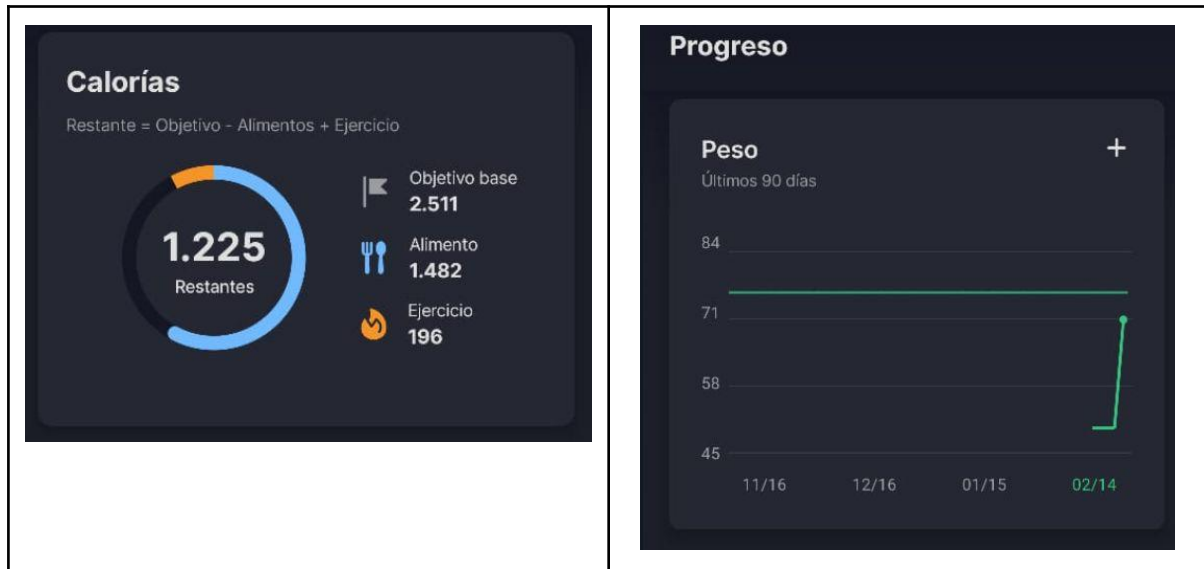 Calorías
Restante = Objetivo - Alimentos + Ejercicio
1.225
Restantes
Objetivo base
2.511
Alimento
1.482
Ejercicio
196
Progreso
Peso
+
Últimos 90 días
84
71
58
45
11/16 12/16 01/15 02/14